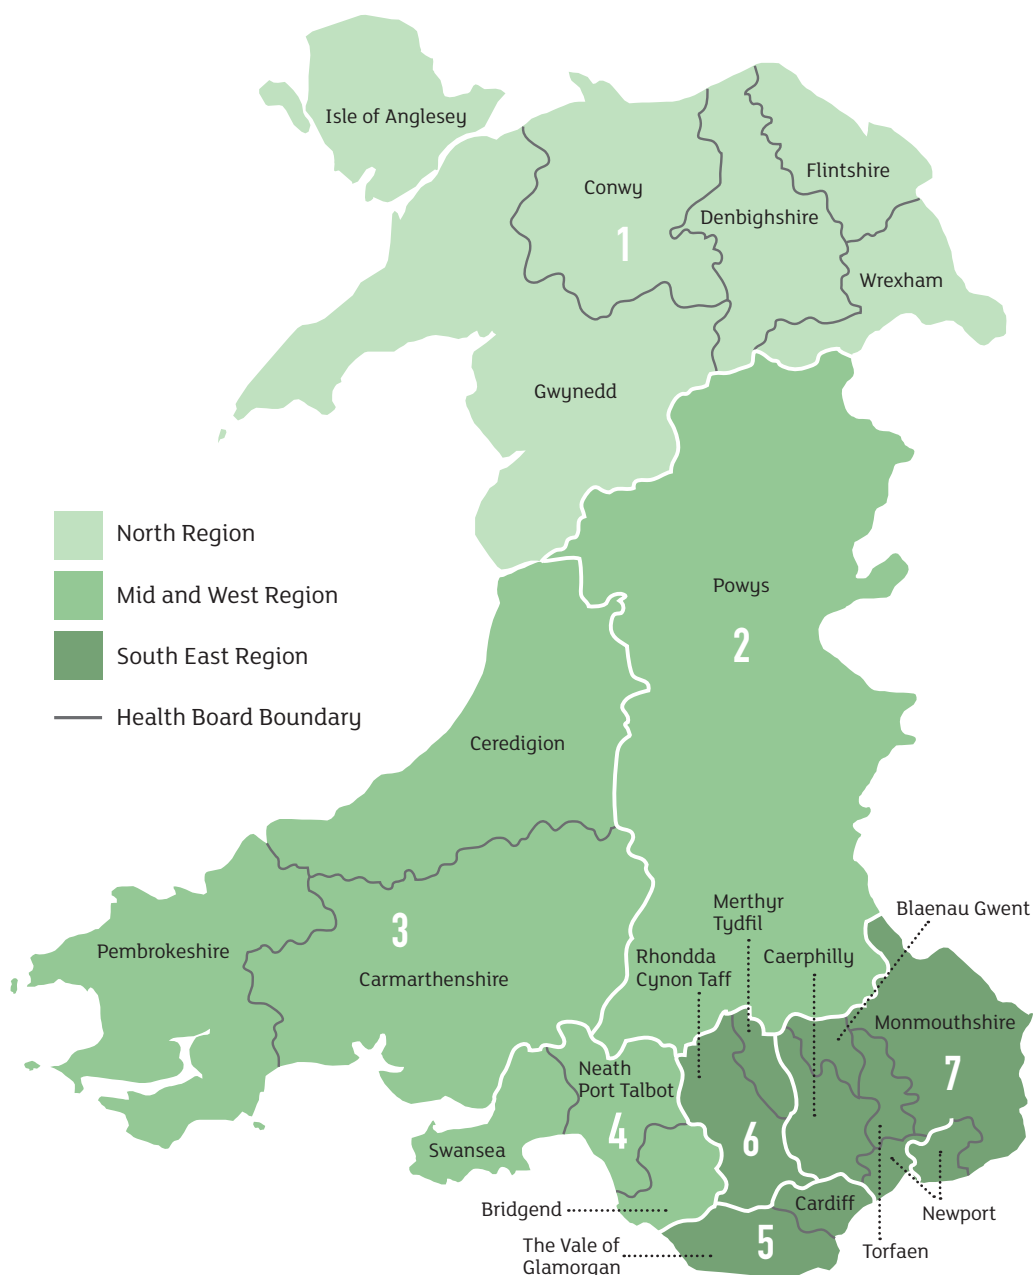 Isle of Anglesey
Flintshire
Conwy
Denbighshire
1
Wrexham
Gwynedd
North Region
Mid and West Region
South East Region
Health Board Boundary
Powys
2
Ceredigion
Merthyr
Tydfil
Blaenau Gwent
3
Pembrokeshire
Rhondda
Cynon Taff
Caerphilly
Carmarthenshire
Monmouthshire
7
Neath
Port Talbot
4
6
Swansea
Bridgend
Cardiff
Newport
The Vale of
Glamorgan
5
Torfaen